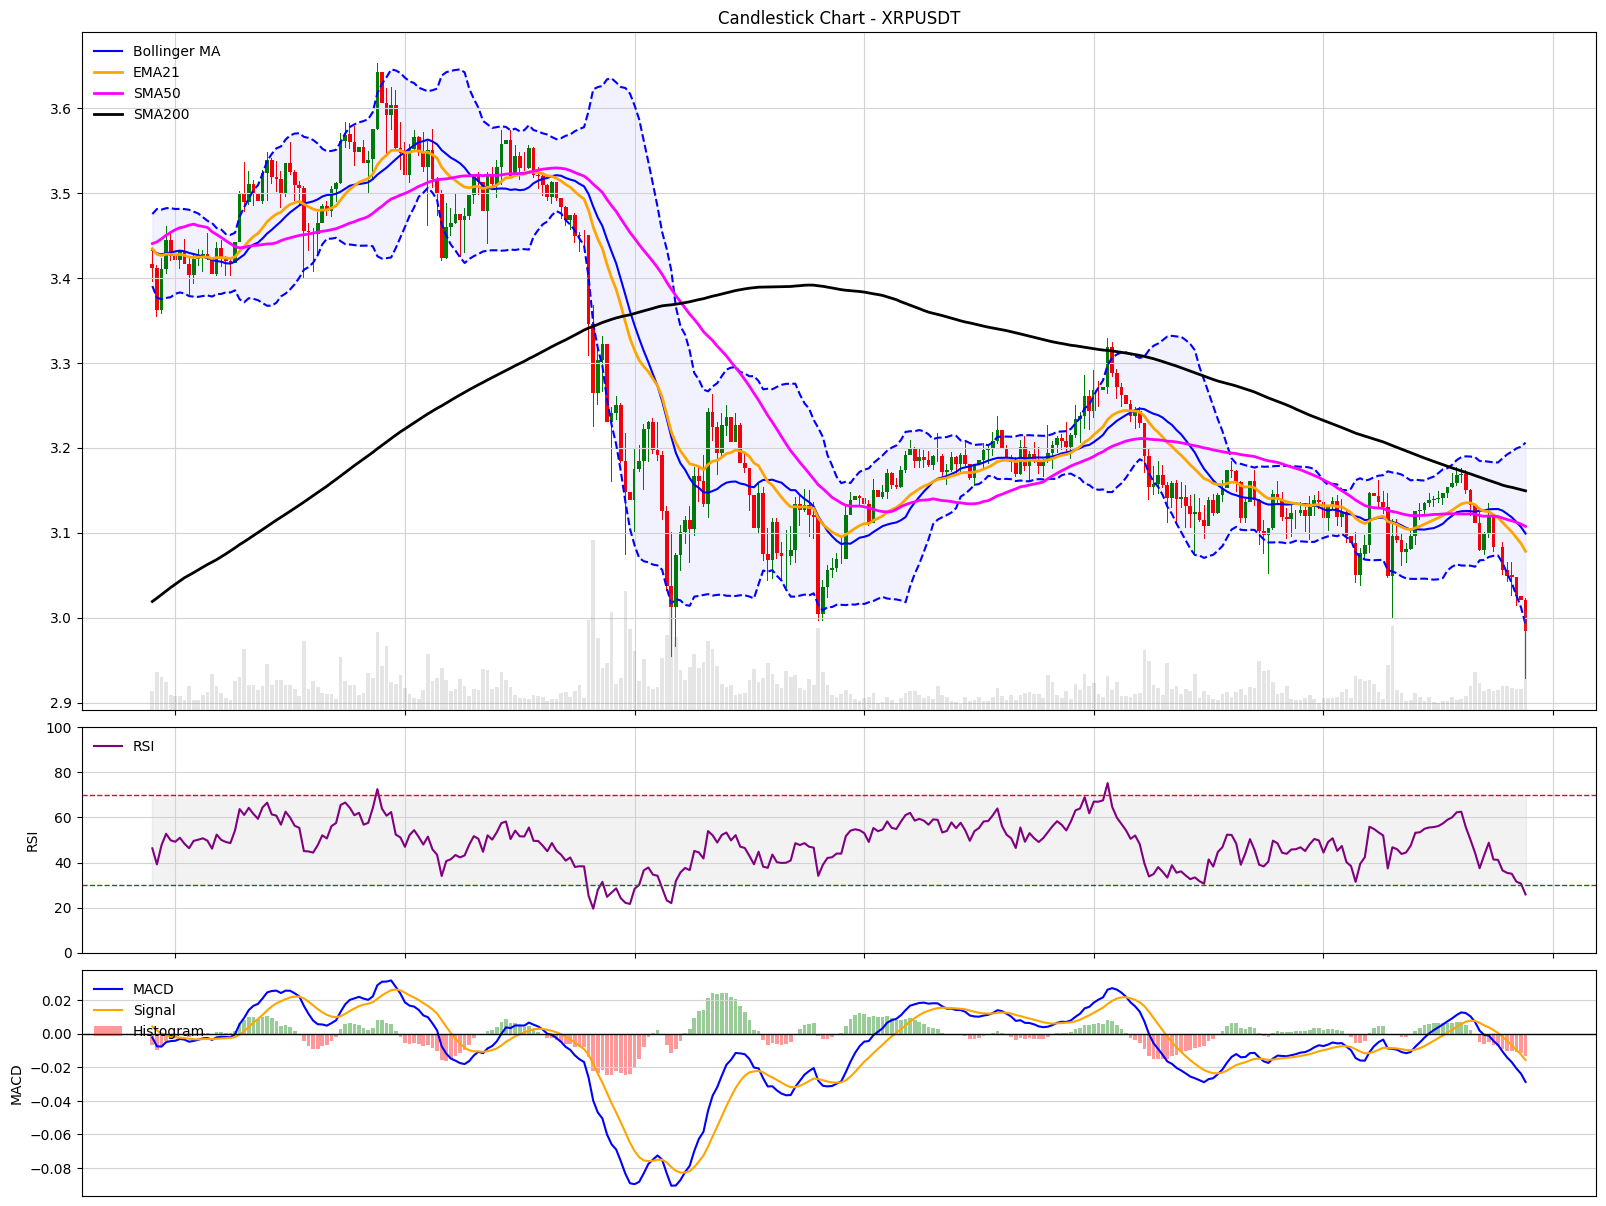 Candlestick Chart - XRPUSDT
Bollinger MA
EMA21
SMA50
SMA200
3.6
3.5
3.4
3.3
3.2
3.1
3.0
2.9
RSI
100
80
60
40
20
0
RSI
MACD
Signal
Histogram
0.02
0.00
−0.02
−0.04
−0.06
−0.08
MACD